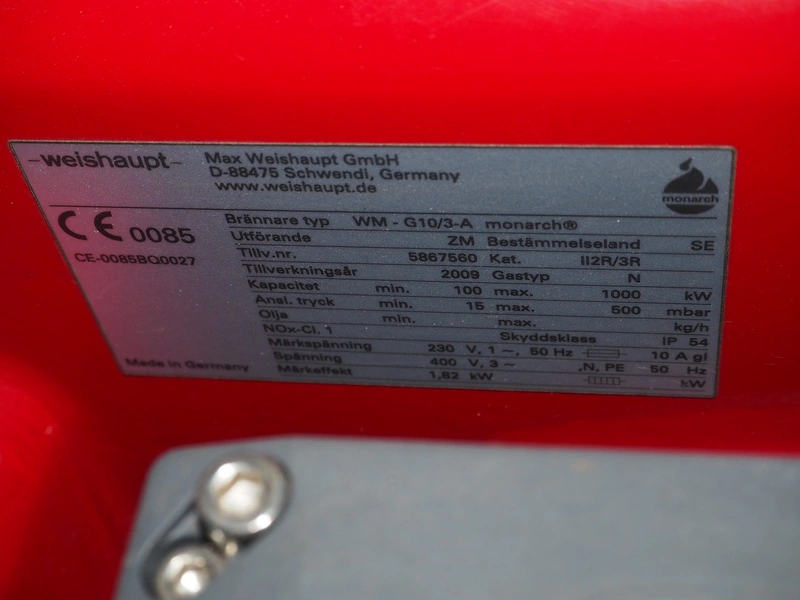 -weishaupt-
Max Weishaupt GmbH
D-88475 Schwendi, Germany
www.weishaupt.de
monarch
CE 0085
CE-0085BQ0027
Brännare typ WM - G10/3-A monarch®
Utförande ZM Bestämmelseland SE
Tillv.nr. 5867560 Kat. II2R/3R
Tillverkningsår 2009 Gastyp N
Kapacitet min. 100 max. 1000 kW
Ansl. tryck min. 15 max. 500 mbar
Olja min. max. kg/h
NOx-Cl. 1 Skyddsklass IP 54
Märkspänning 230 V, 1 ~, 50 Hz 10 A gl
Spänning 400 V, 3 ~ ,N, PE 50 Hz
Märkeffekt 1,82 kW kW
Made in Germany